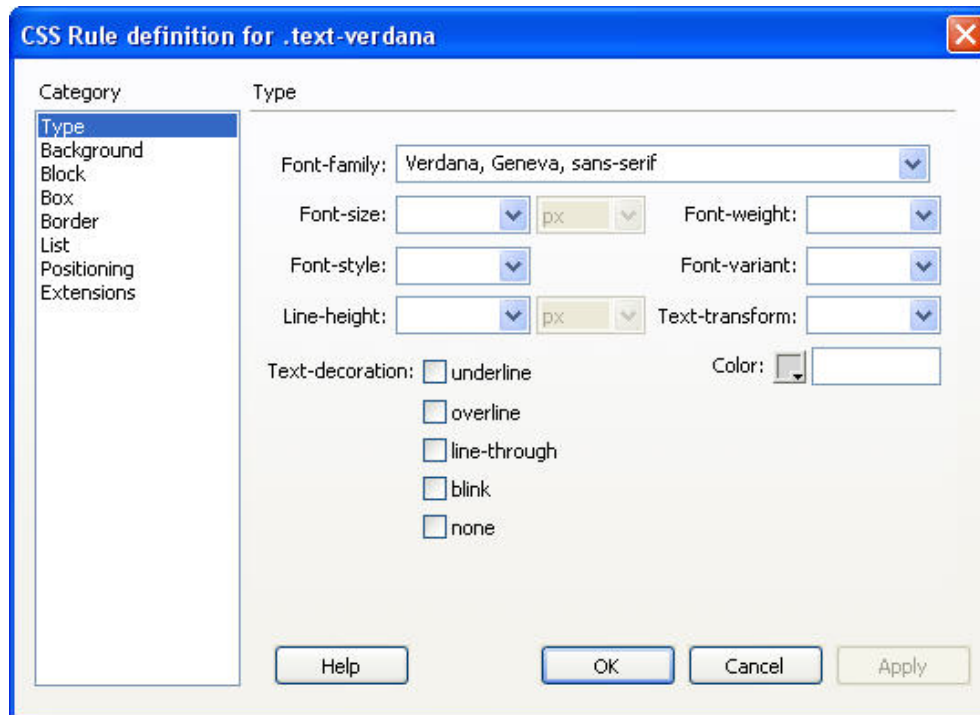 CSS Rule definition for .text-verdana
Category
Type
Background
Block
Box
Border
List
Positioning
Extensions
Type
Font-family: Verdana, Geneva, sans-serif
Font-size: px Font-weight:
Font-style: Font-variant:
Line-height: px Text-transform:
Text-decoration: underline Color:
overline
line-through
blink
none
Help OK Cancel Apply